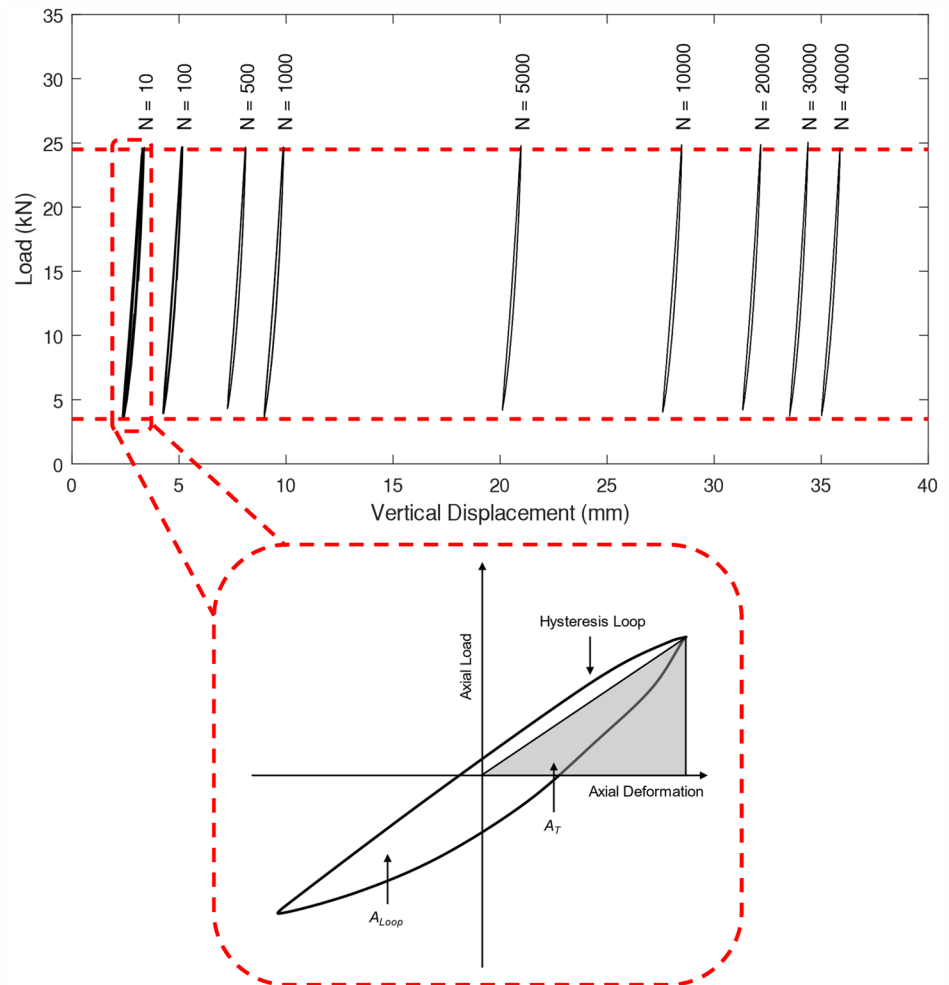 35
30
25
20
15
10
5
0
Load (kN)
N = 10
N = 100
N = 500
N = 1000
N = 5000
N = 10000
N = 20000
N = 30000
N = 40000
0 5 10 15 20 25 30 35 40
Vertical Displacement (mm)
Hysteresis Loop
Axial Load
Axial Deformation
A_T
A_Loop